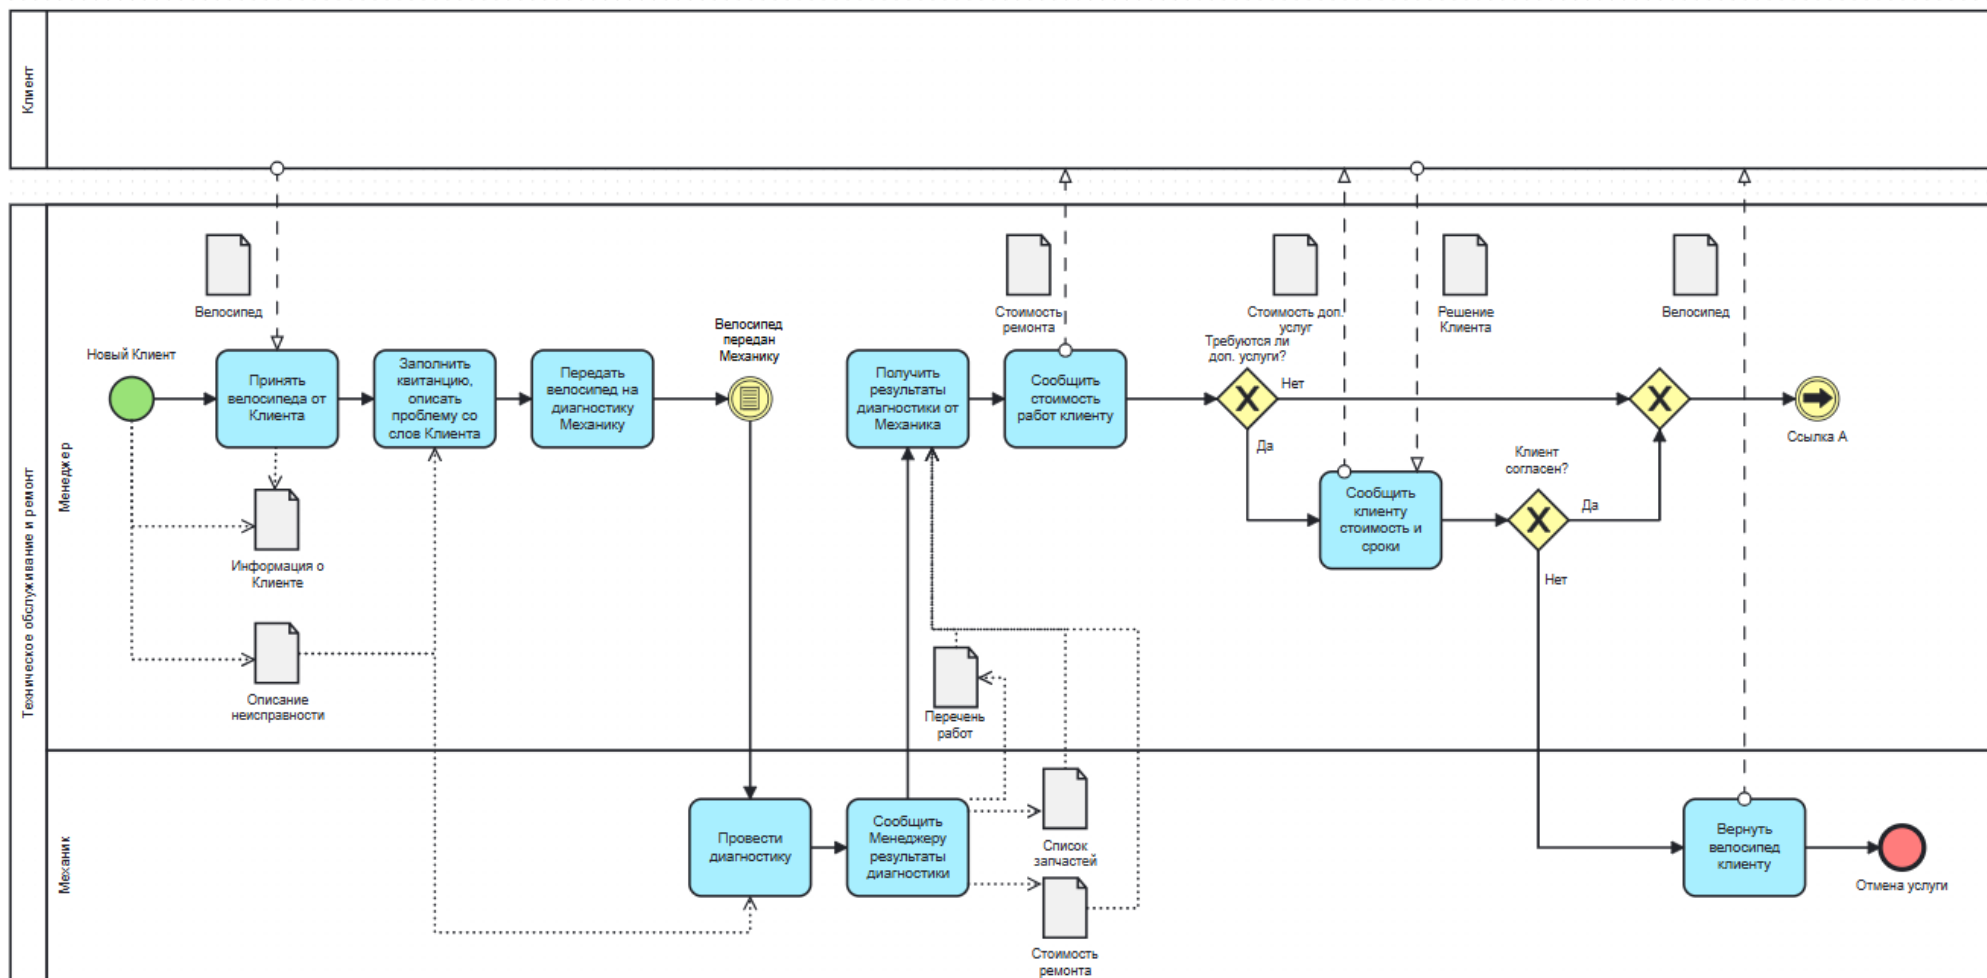 Клиент
Техническое обслуживание и ремонт
Менеджер
Механик
Велосипед
Стоимость
ремонта
Стоимость доп.
услуг
Решение
Клиента
Велосипед
Новый Клиент
Принять
велосипеда от
Клиента
Заполнить
квитанцию,
описать
проблему со
слов Клиента
Передать
велосипед на
диагностику
Механику
Велосипед
передан
Механику
Получить
результаты
диагностики от
Механика
Сообщить
стоимость
работ клиенту
Требуются ли
доп. услуги?
Нет
Да
Сообщить
клиенту
стоимость и
сроки
Клиент
согласен?
Да
Нет
Ссылка А
Информация о
Клиенте
Описание
неисправности
Перечень
работ
Провести
диагностику
Сообщить
Менеджеру
результаты
диагностики
Список
запчастей
Стоимость
ремонта
Вернуть
велосипед
клиенту
Отмена услуги